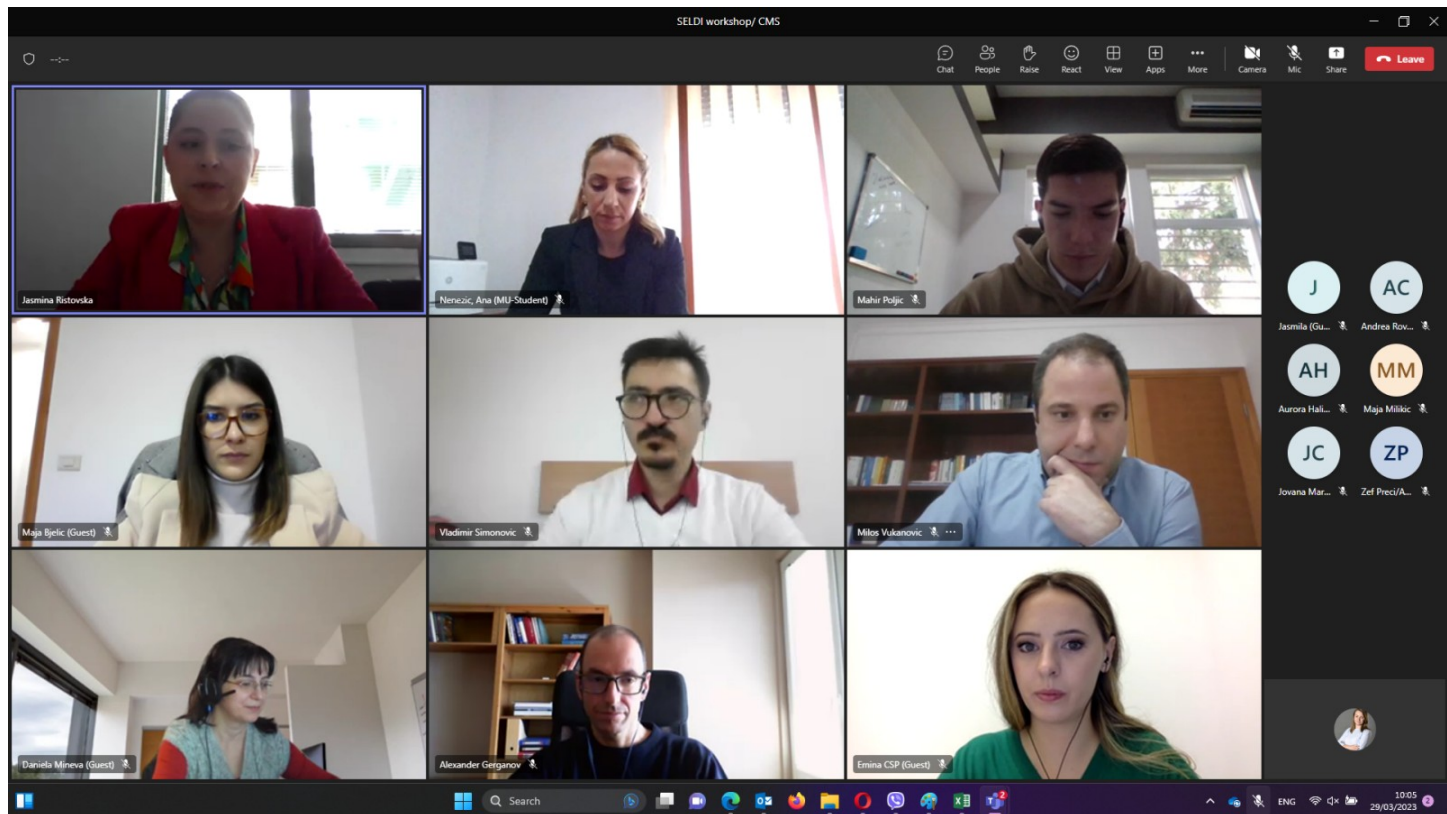 SELDI workshop/ CMS
--:--
Chat
People
Raise
React
View
Apps
More
Camera
Mic
Share
Leave
Jasmina Ristovska
Nenezic, Ana (MU-Student)
Mahir Poljic
Maja Bjelic (Guest)
Vladimir Simonovic
Milos Vukanovic
Daniela Mineva (Guest)
Alexander Gerganov
Emina CSP (Guest)
J
AC
Jasmila (Gu...
Andrea Rov...
AH
MM
Aurora Hali...
Maja Milikic
JC
ZP
Jovana Mar...
Zef Preci/A...
Search
2
ENG
10:05
29/03/2023
2